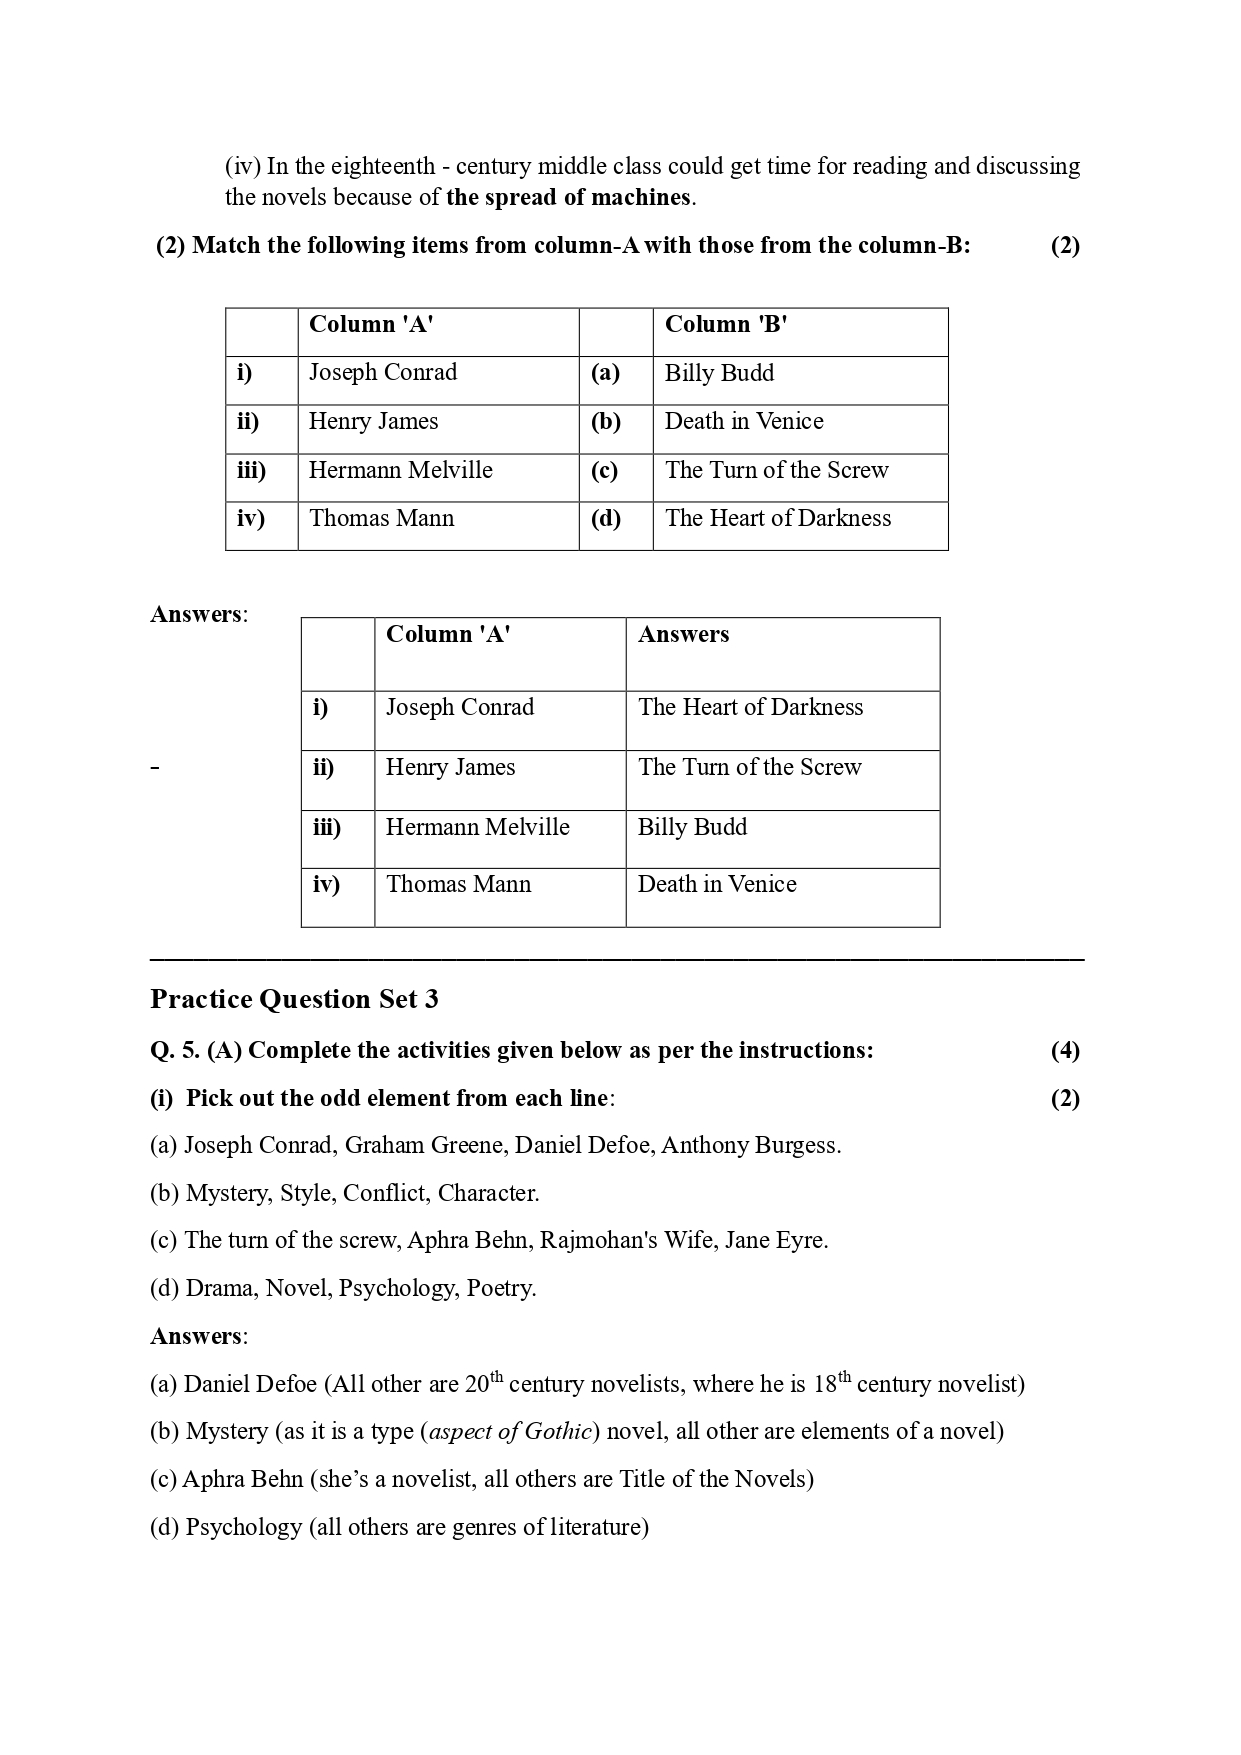 (iv) In the eighteenth - century middle class could get time for reading and discussing
the novels because of the spread of machines.
(2) Match the following items from column-A with those from the column-B: (2)
Column 'A' Column 'B'
i) Joseph Conrad (a) Billy Budd
ii) Henry James (b) Death in Venice
iii) Hermann Melville (c) The Turn of the Screw
iv) Thomas Mann (d) The Heart of Darkness
Answers:
Column 'A' Answers
i) Joseph Conrad The Heart of Darkness
- ii) Henry James The Turn of the Screw
iii) Hermann Melville Billy Budd
iv) Thomas Mann Death in Venice
Practice Question Set 3
Q. 5. (A) Complete the activities given below as per the instructions: (4)
(i) Pick out the odd element from each line: (2)
(a) Joseph Conrad, Graham Greene, Daniel Defoe, Anthony Burgess.
(b) Mystery, Style, Conflict, Character.
(c) The turn of the screw, Aphra Behn, Rajmohan's Wife, Jane Eyre.
(d) Drama, Novel, Psychology, Poetry.
Answers:
(a) Daniel Defoe (All other are 20th century novelists, where he is 18th century novelist)
(b) Mystery (as it is a type (aspect of Gothic) novel, all other are elements of a novel)
(c) Aphra Behn (she’s a novelist, all others are Title of the Novels)
(d) Psychology (all others are genres of literature)